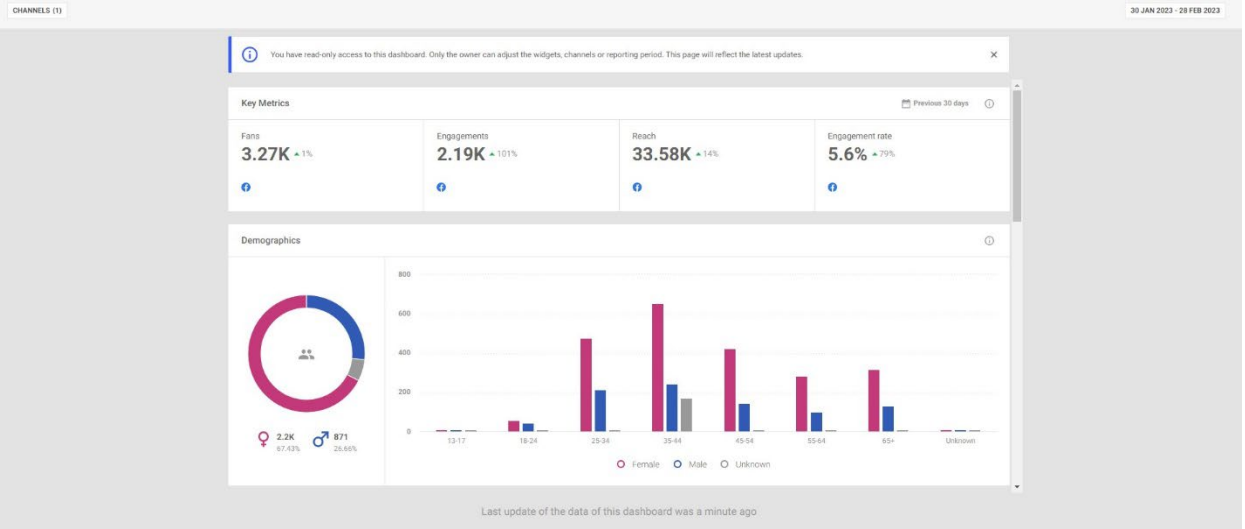 CHANNELS (1)
30 JAN 2023 - 28 FEB 2023
You have read-only access to this dashboard. Only the owner can adjust the widgets, channels or reporting period. This page will reflect the latest updates.
Key Metrics
Previous 30 days
Fans
3.27K 1%
Engagements
2.19K 101%
Reach
33.58K 14%
Engagement rate
5.6% 79%
Demographics
2.2K
67.43%
871
26.66%
800
600
400
200
0
13-17 18-24 25-34 35-44 45-54 55-64 65+ Unknown
Female Male Unknown
Last update of the data of this dashboard was a minute ago